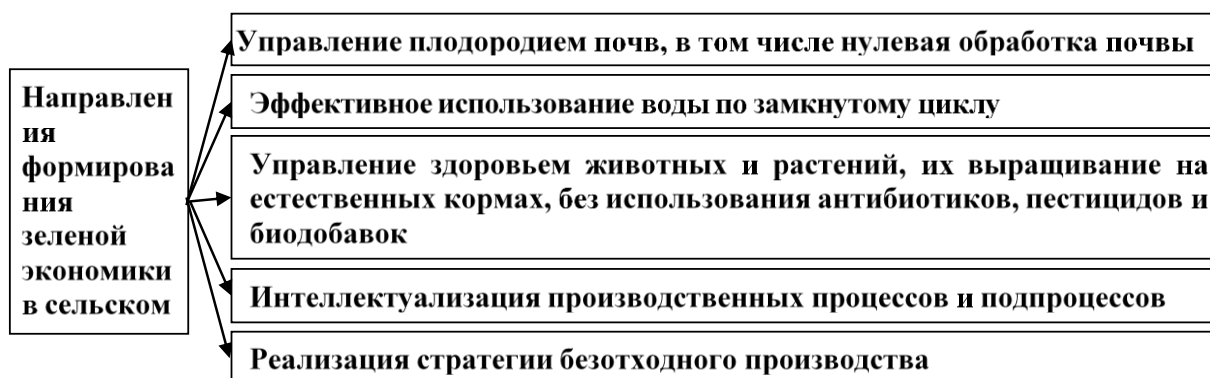 Направлен
ия
формирова
ния
зеленой
экономики
в сельском
Управление плодородием почв, в том числе нулевая обработка почвы
Эффективное использование воды по замкнутому циклу
Управление здоровьем животных и растений, их выращивание на
естественных кормах, без использования антибиотиков, пестицидов и
биодобавок
Интеллектуализация производственных процессов и подпроцессов
Реализация стратегии безотходного производства